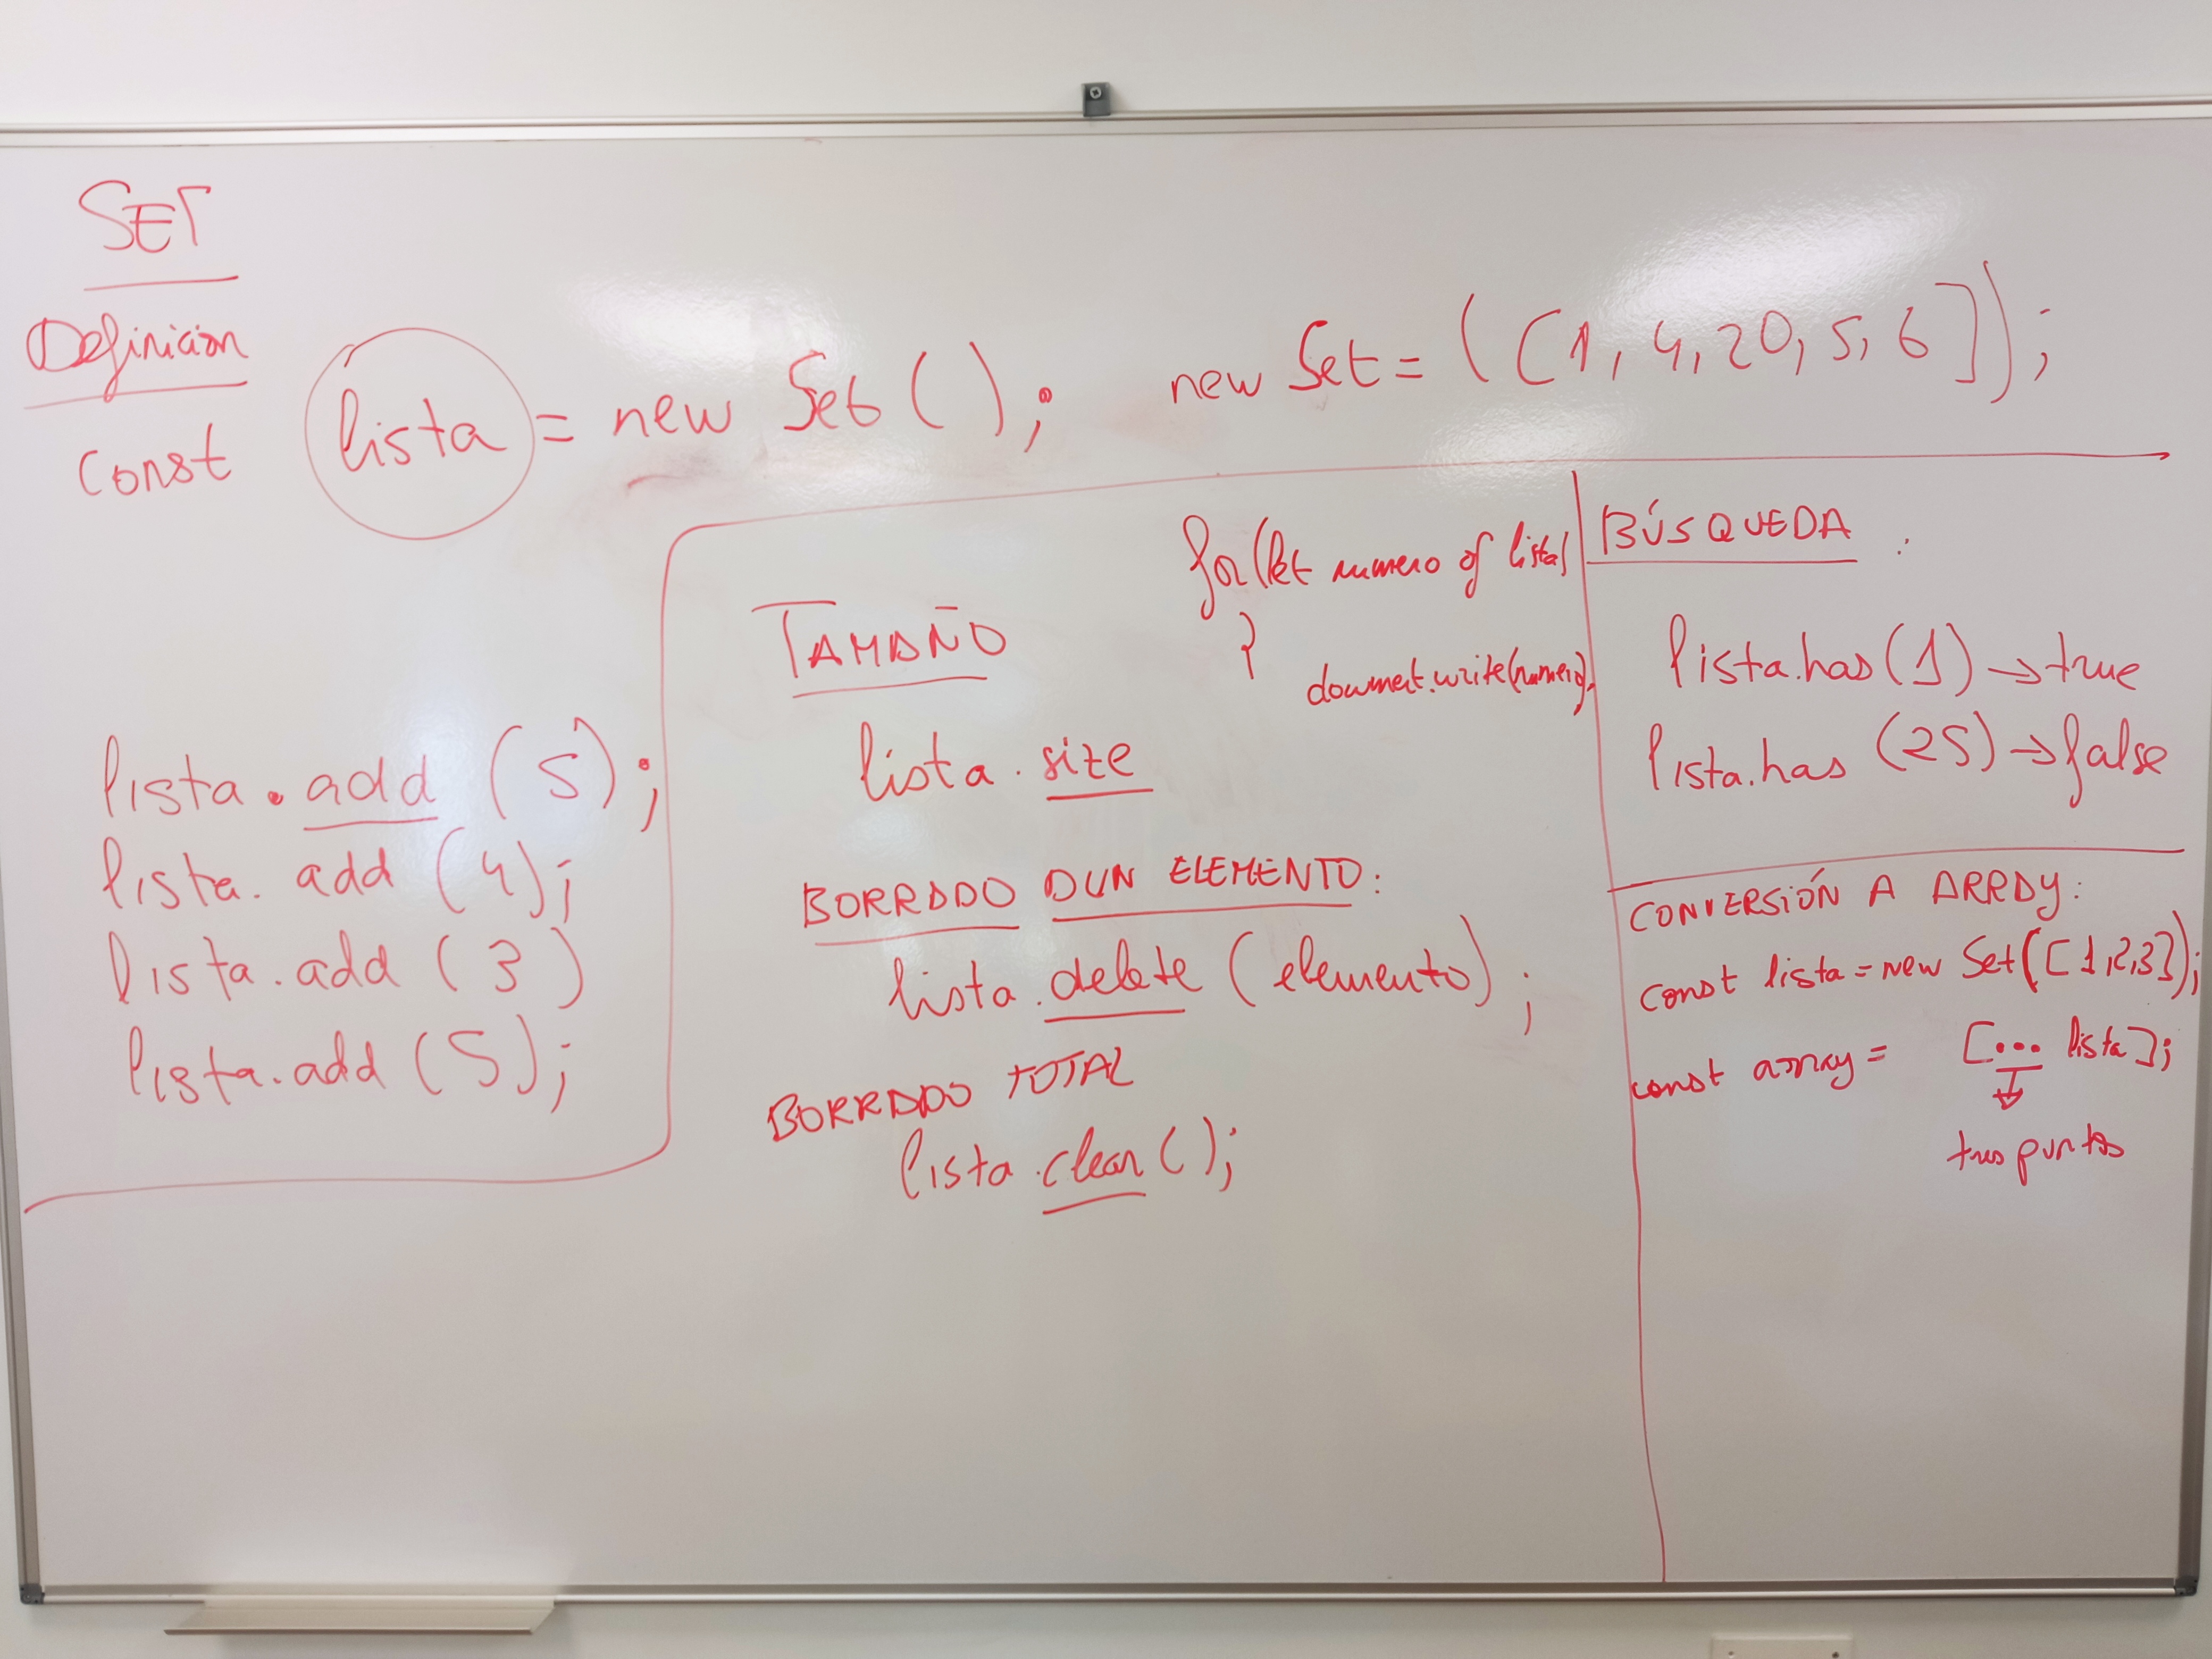 SET
Definición
const lista = new Set ( ); new Set = ([1, 4, 20, 5, 6]);
lista.add (5);
lista.add (4);
lista.add (3)
lista.add (5);
TAMAÑO
lista.size
for(let numero of lista)
{
document.write(numero);
BORRADO DUN ELEMENTO:
lista.delete (elemento);
BORRADO TOTAL
lista.clear ( );
BÚSQUEDA :
lista.has(1) → true
lista.has (25) → false
CONVERSIÓN A ARRAY:
const lista = new Set([1,2,3]);
const array = [... lista];
tres puntos